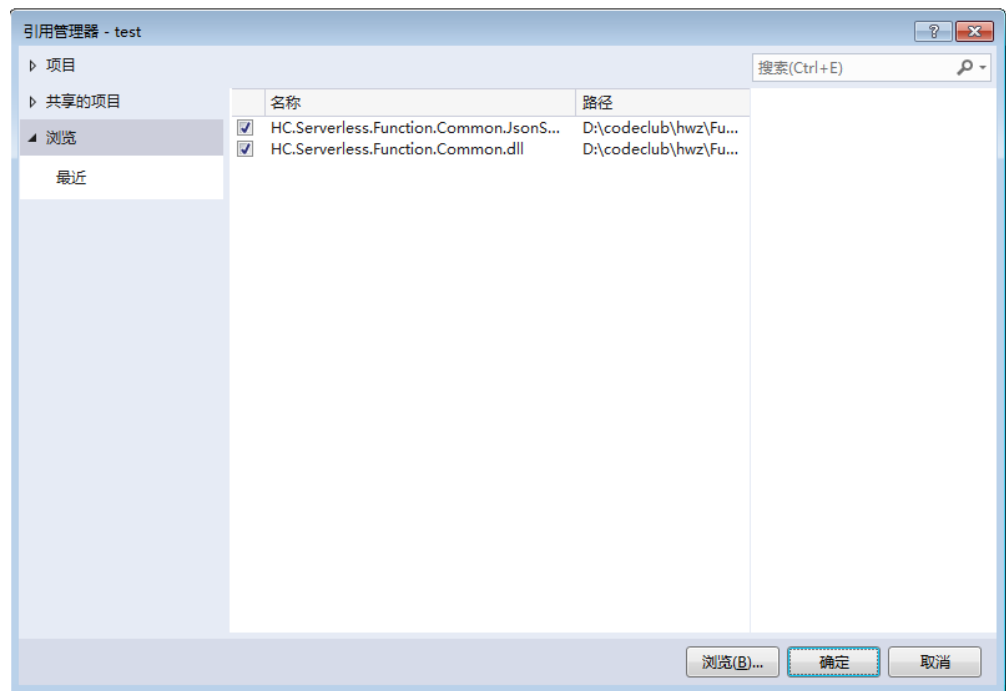 引用管理器 - test
项目
共享的项目
浏览
最近
搜索(Ctrl+E)
名称 路径
HC.Serverless.Function.Common.JsonS... D:\codeclub\hwz\Fu...
HC.Serverless.Function.Common.dll D:\codeclub\hwz\Fu...
浏览(B)... 确定 取消